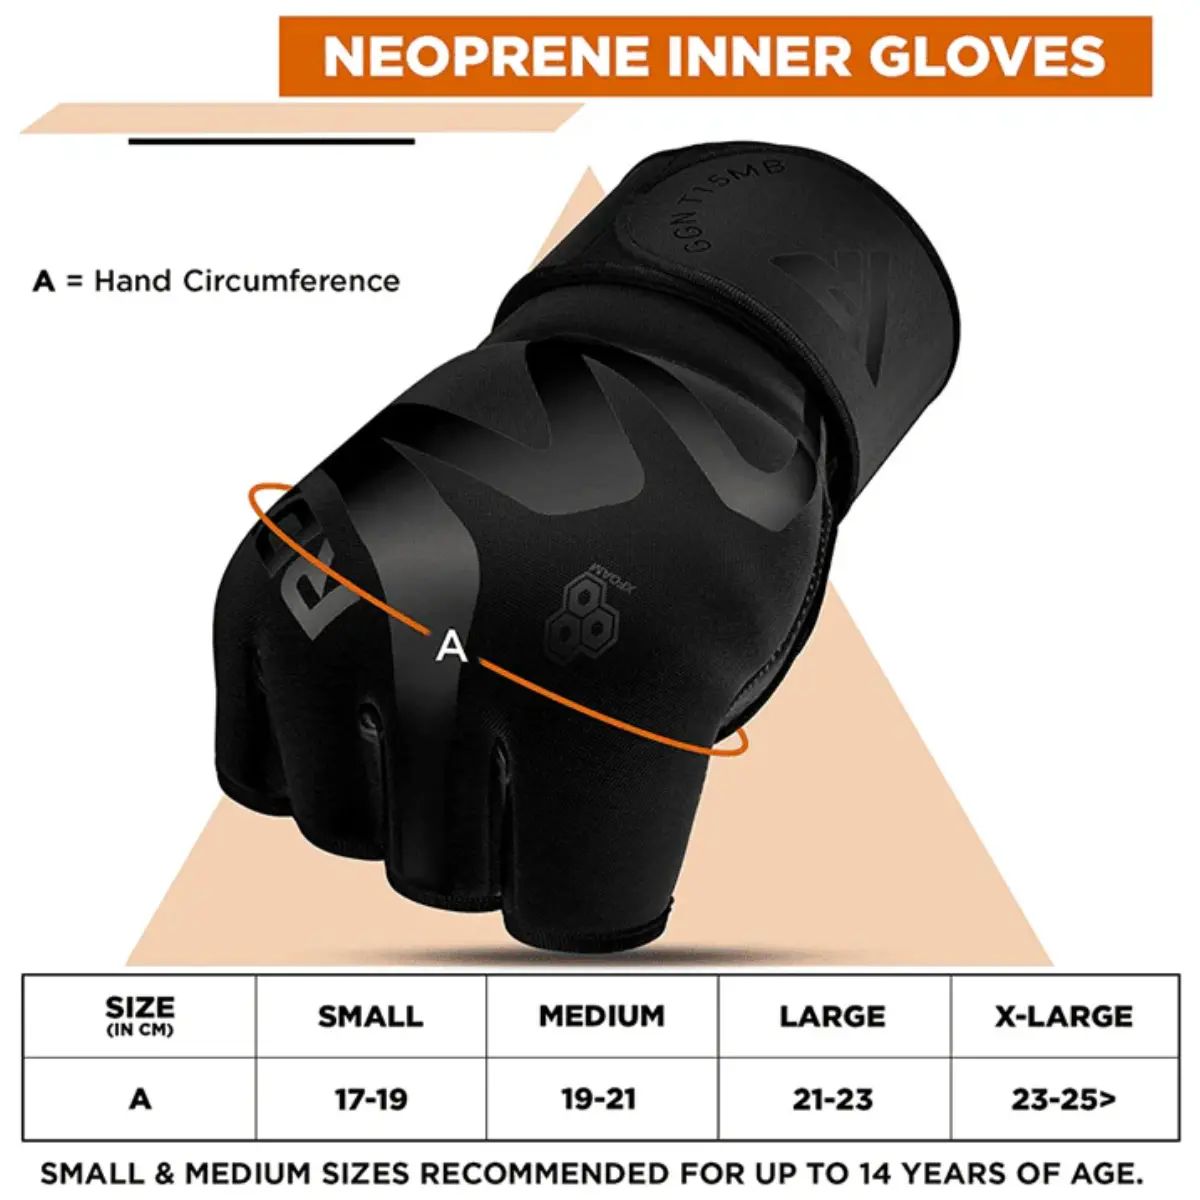 NEOPRENE INNER GLOVES
A = Hand Circumference
XFOAM
A
SIZE (IN CM) SMALL MEDIUM LARGE X-LARGE
A 17-19 19-21 21-23 23-25>
SMALL & MEDIUM SIZES RECOMMENDED FOR UP TO 14 YEARS OF AGE.